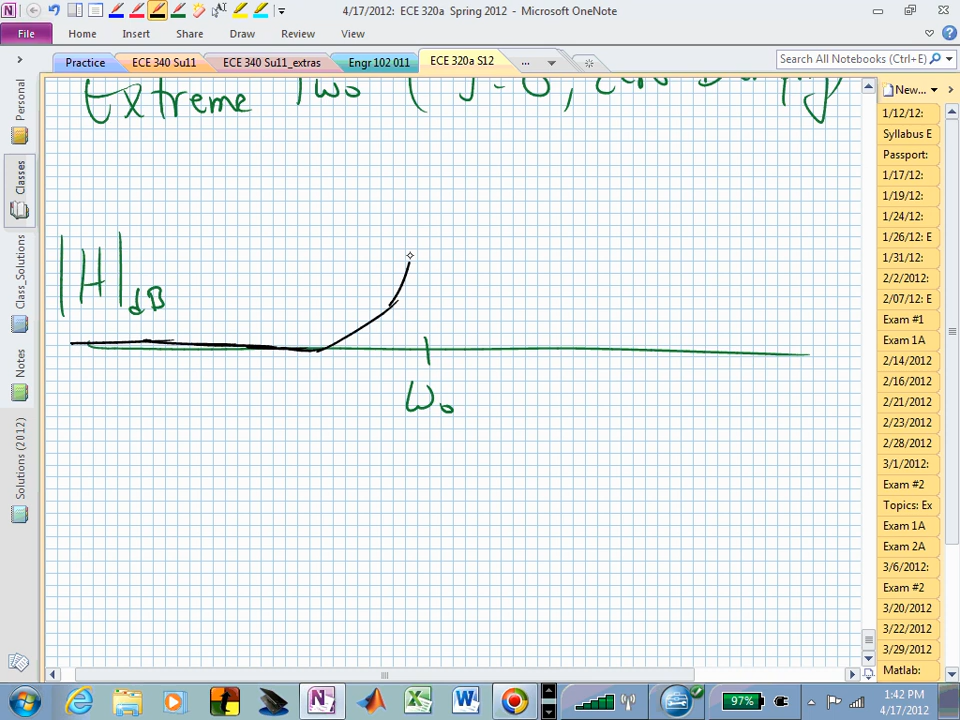 4/17/2012: ECE 320a Spring 2012 - Microsoft OneNote
File Home Insert Share Draw Review View
Practice ECE 340 Su11 ECE 340 Su11_extras Engr 102 011 ECE 320a S12 ...
Search All Notebooks (Ctrl+E)
Personal
Classes
Class_Solutions
Notes
Solutions (2012)
Extreme Two
|H|dB
ω0
New...
1/12/12:
Syllabus E
Passport:
1/17/12:
1/19/12:
1/24/12:
1/26/12: E
1/31/12:
2/2/2012:
2/07/12: E
Exam #1
Exam 1A
2/14/2012
2/16/2012
2/21/2012
2/23/2012
2/28/2012
3/1/2012:
Exam #2
Topics: Ex
Exam 1A
Exam 2A
3/6/2012:
Exam #2
3/20/2012
3/22/2012
3/29/2012
Matlab:
97%
1:42 PM
4/17/2012